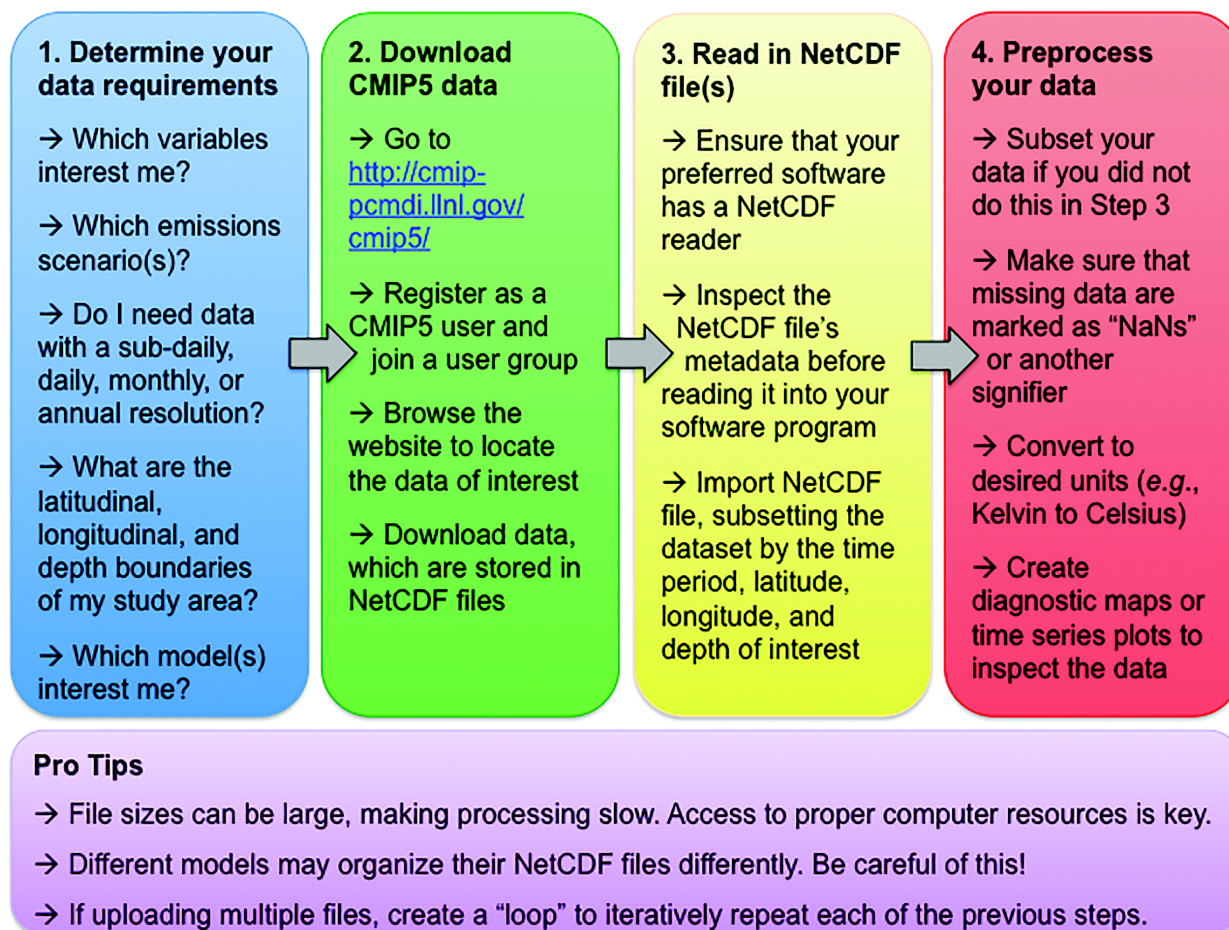 1. Determine your
data requirements
→ Which variables
interest me?
→ Which emissions
scenario(s)?
→ Do I need data
with a sub-daily,
daily, monthly, or
annual resolution?
→ What are the
latitudinal,
longitudinal, and
depth boundaries
of my study area?
→ Which model(s)
interest me?
2. Download
CMIP5 data
→ Go to
http://cmip-
pcmdi.llnl.gov/
cmip5/
→ Register as a
CMIP5 user and
join a user group
→ Browse the
website to locate
the data of interest
→ Download data,
which are stored in
NetCDF files
3. Read in NetCDF
file(s)
→ Ensure that your
preferred software
has a NetCDF
reader
→ Inspect the
NetCDF file's
metadata before
reading it into your
software program
→ Import NetCDF
file, subsetting the
dataset by the time
period, latitude,
longitude, and
depth of interest
4. Preprocess
your data
→ Subset your
data if you did not
do this in Step 3
→ Make sure that
missing data are
marked as “NaNs”
or another
signifier
→ Convert to
desired units (e.g.,
Kelvin to Celsius)
→ Create
diagnostic maps or
time series plots to
inspect the data
Pro Tips
→ File sizes can be large, making processing slow. Access to proper computer resources is key.
→ Different models may organize their NetCDF files differently. Be careful of this!
→ If uploading multiple files, create a “loop” to iteratively repeat each of the previous steps.